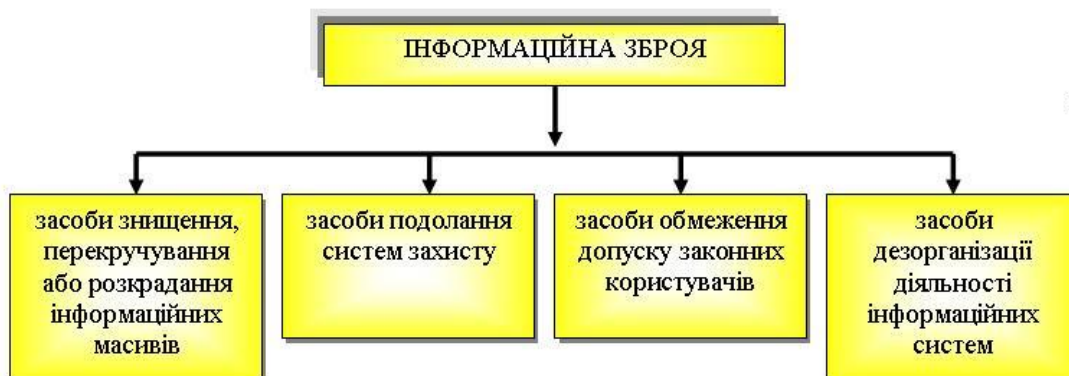 ІНФОРМАЦІЙНА ЗБРОЯ
засоби знищення,
перекручування
або розкрадання
інформаційних
масивів
засоби подолання
систем захисту
засоби обмеження
допуску законних
користувачів
засоби
дезорганізації
діяльності
інформаційних
систем